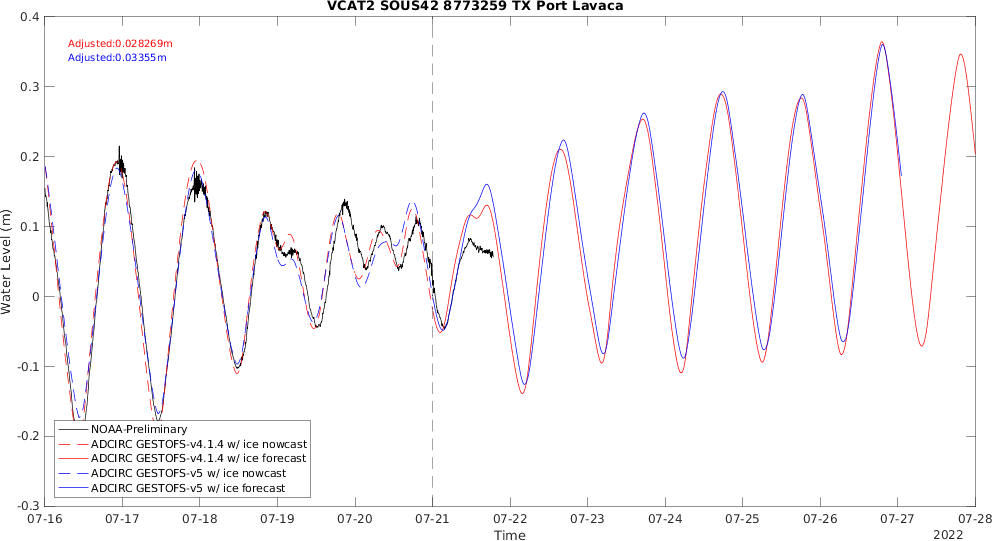 VCAT2 SOUS42 8773259 TX Port Lavaca
Adjusted:0.028269m
Adjusted:0.03355m
Water Level (m)
0.4
0.3
0.2
0.1
0
-0.1
-0.2
-0.3
NOAA-Preliminary
ADCIRC GESTOFS-v4.1.4 w/ ice nowcast
ADCIRC GESTOFS-v4.1.4 w/ ice forecast
ADCIRC GESTOFS-v5 w/ ice nowcast
ADCIRC GESTOFS-v5 w/ ice forecast
07-16 07-17 07-18 07-19 07-20 07-21 07-22 07-23 07-24 07-25 07-26 07-27 07-28
Time
2022